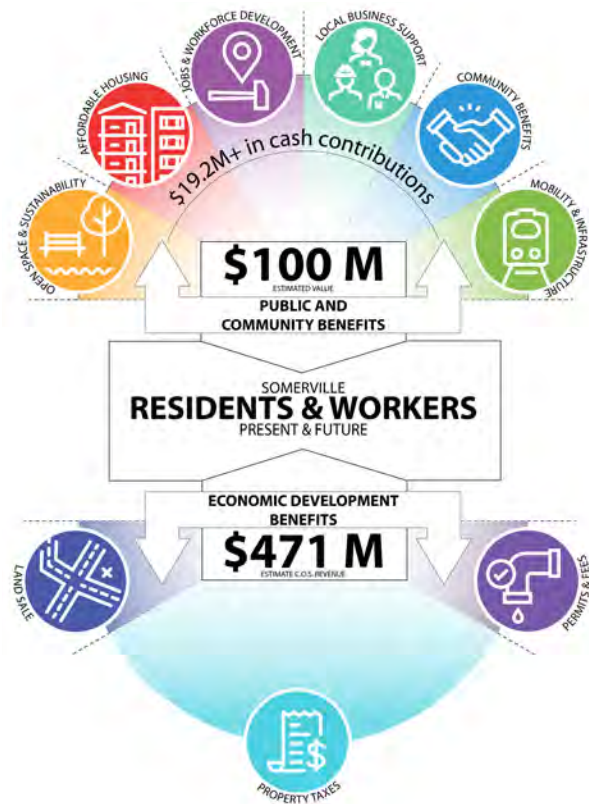 OPEN SPACE & SUSTAINABILITY
AFFORDABLE HOUSING
JOBS & WORKFORCE DEVELOPMENT
LOCAL BUSINESS SUPPORT
COMMUNITY BENEFITS
MOBILITY & INFRASTRUCTURE
$19.2M+ in cash contributions
$100 M
ESTIMATED VALUE
PUBLIC AND
COMMUNITY BENEFITS
SOMERVILLE
RESIDENTS & WORKERS
PRESENT & FUTURE
ECONOMIC DEVELOPMENT
BENEFITS
$471 M
ESTIMATE C.O.S. REVENUE
LAND SALE
PERMITS & FEES
$
PROPERTY TAXES